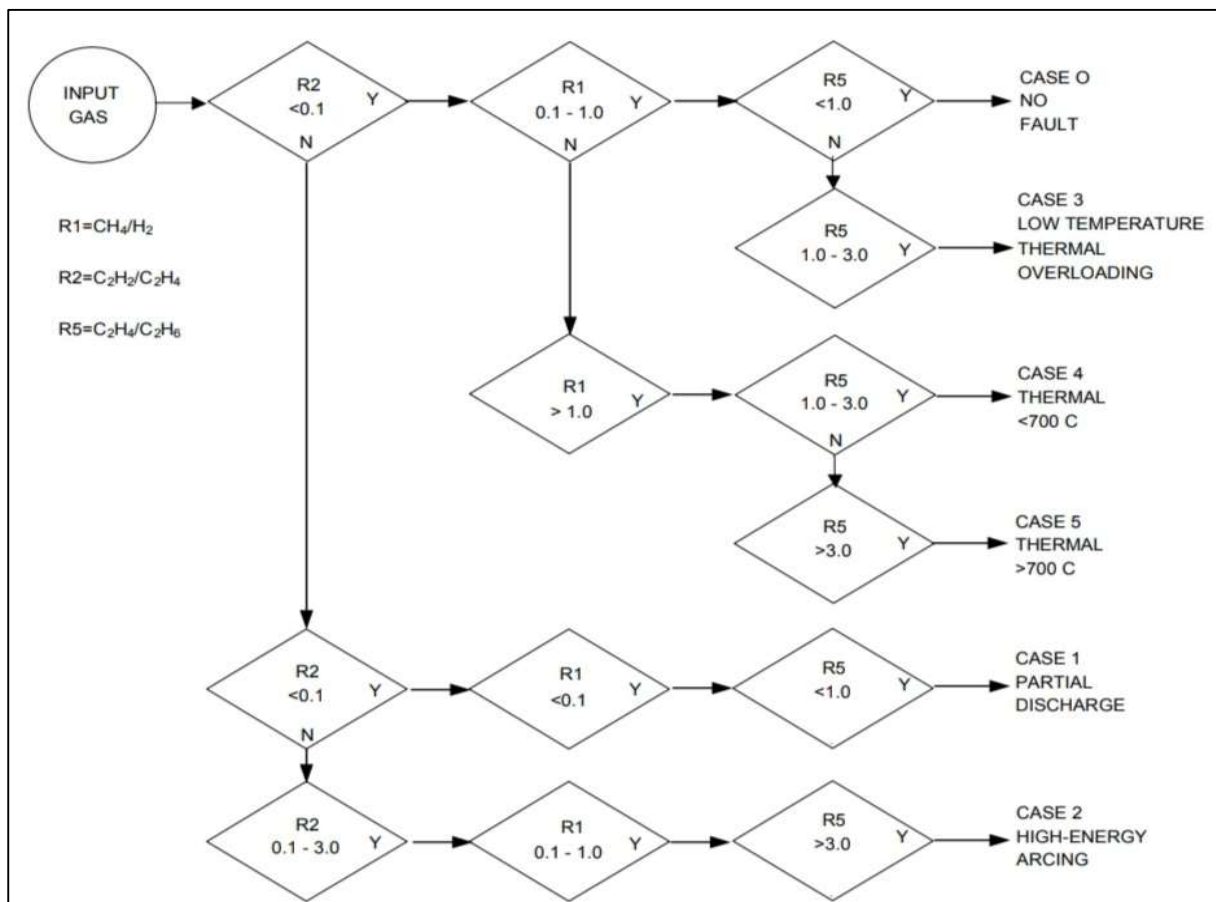 INPUT
GAS
R2
<0.1
Y
N
R1
0.1 - 1.0
Y
N
R5
<1.0
Y
N
CASE O
NO
FAULT
R1=CH₄/H₂
R2=C₂H₂/C₂H₄
R5=C₂H₄/C₂H₆
R5
1.0 - 3.0
Y
CASE 3
LOW TEMPERATURE
THERMAL
OVERLOADING
R1
> 1.0
Y
R5
1.0 - 3.0
Y
N
CASE 4
THERMAL
<700 C
R5
>3.0
Y
CASE 5
THERMAL
>700 C
R2
<0.1
Y
N
R1
<0.1
Y
R5
<1.0
Y
CASE 1
PARTIAL
DISCHARGE
R2
0.1 - 3.0
Y
R1
0.1 - 1.0
Y
R5
>3.0
Y
CASE 2
HIGH-ENERGY
ARCING